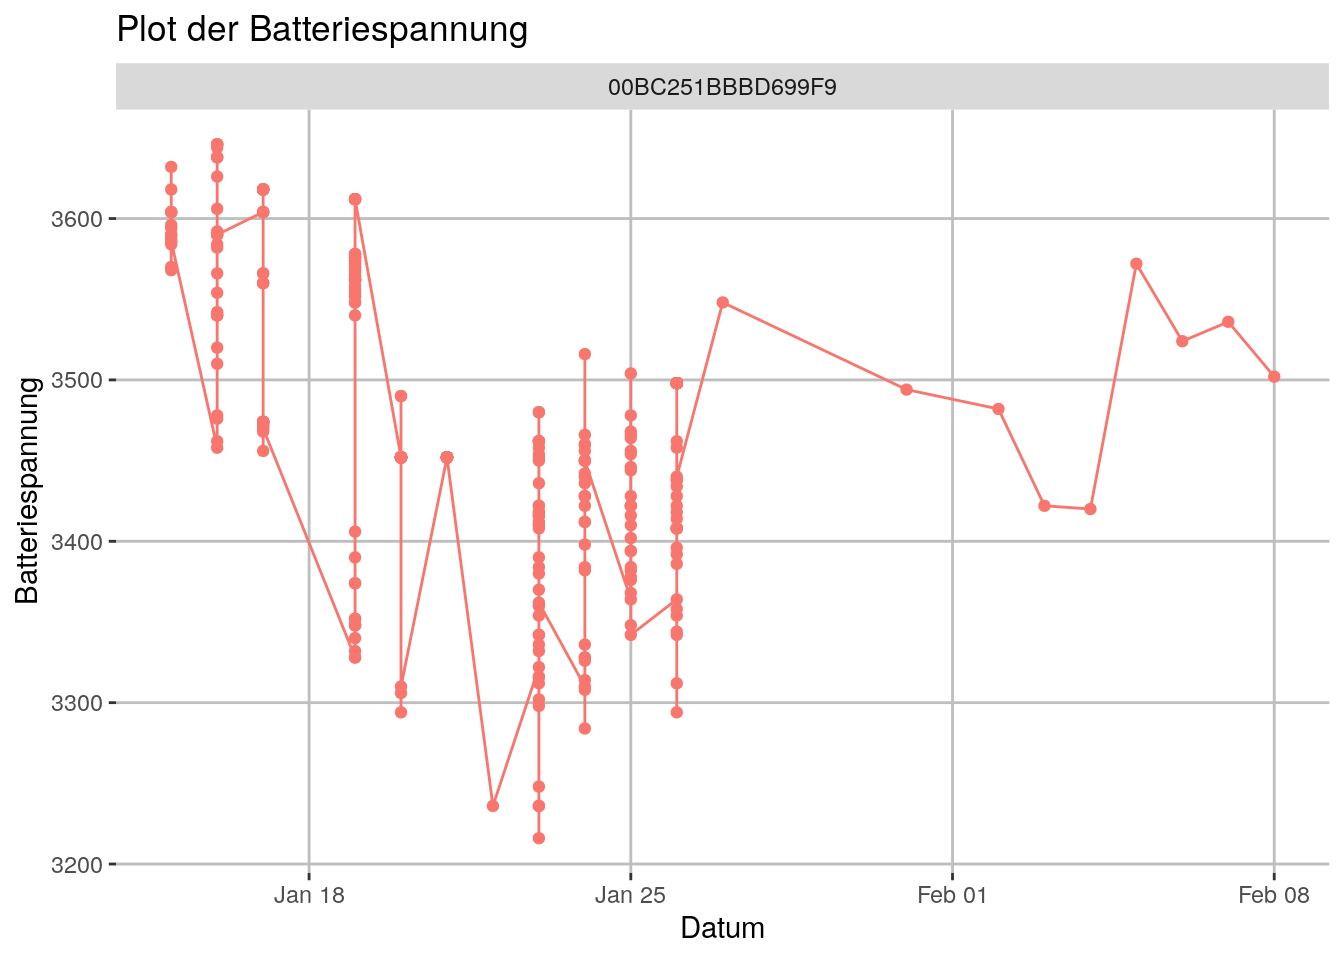 Plot der Batteriespannung
00BC251BBBD699F9
3600
3500
3400
3300
3200
Batteriespannung
Jan 18
Jan 25
Feb 01
Feb 08
Datum